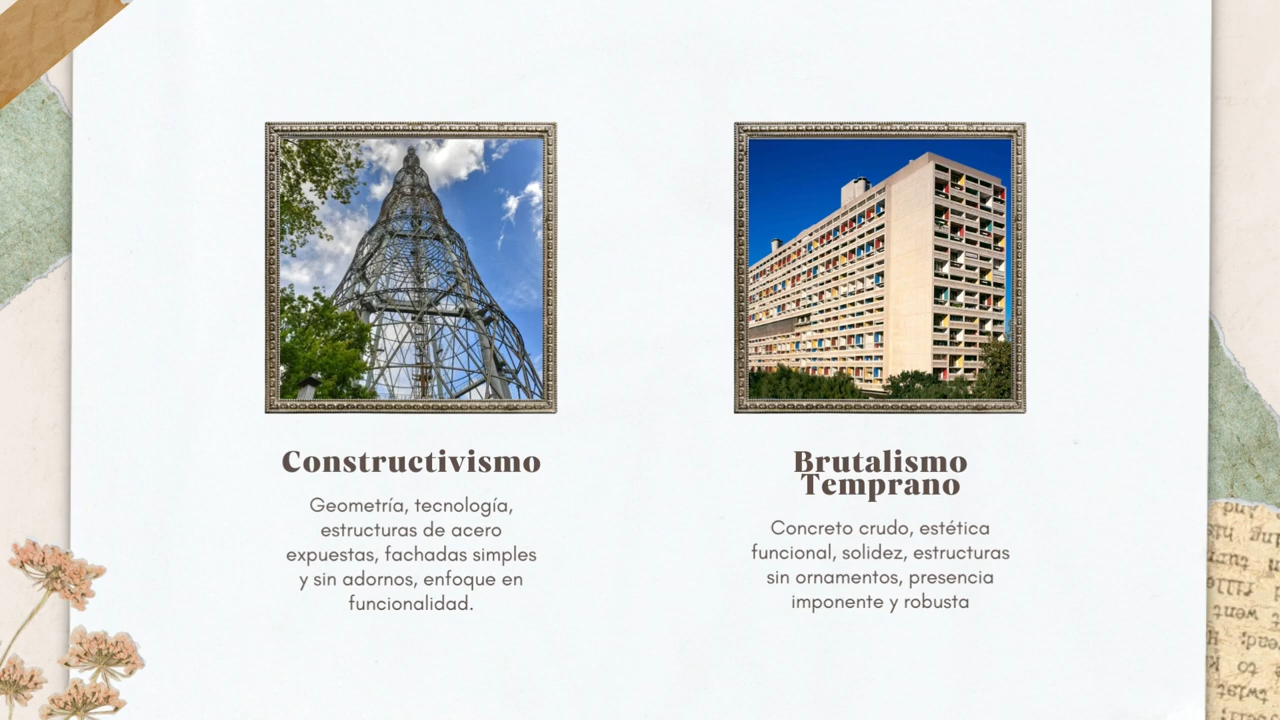 Constructivismo
Geometría, tecnología,
estructuras de acero
expuestas, fachadas simples
y sin adornos, enfoque en
funcionalidad.
Brutalismo
Temprano
Concreto crudo, estética
funcional, solidez, estructuras
sin ornamentos, presencia
imponente y robusta